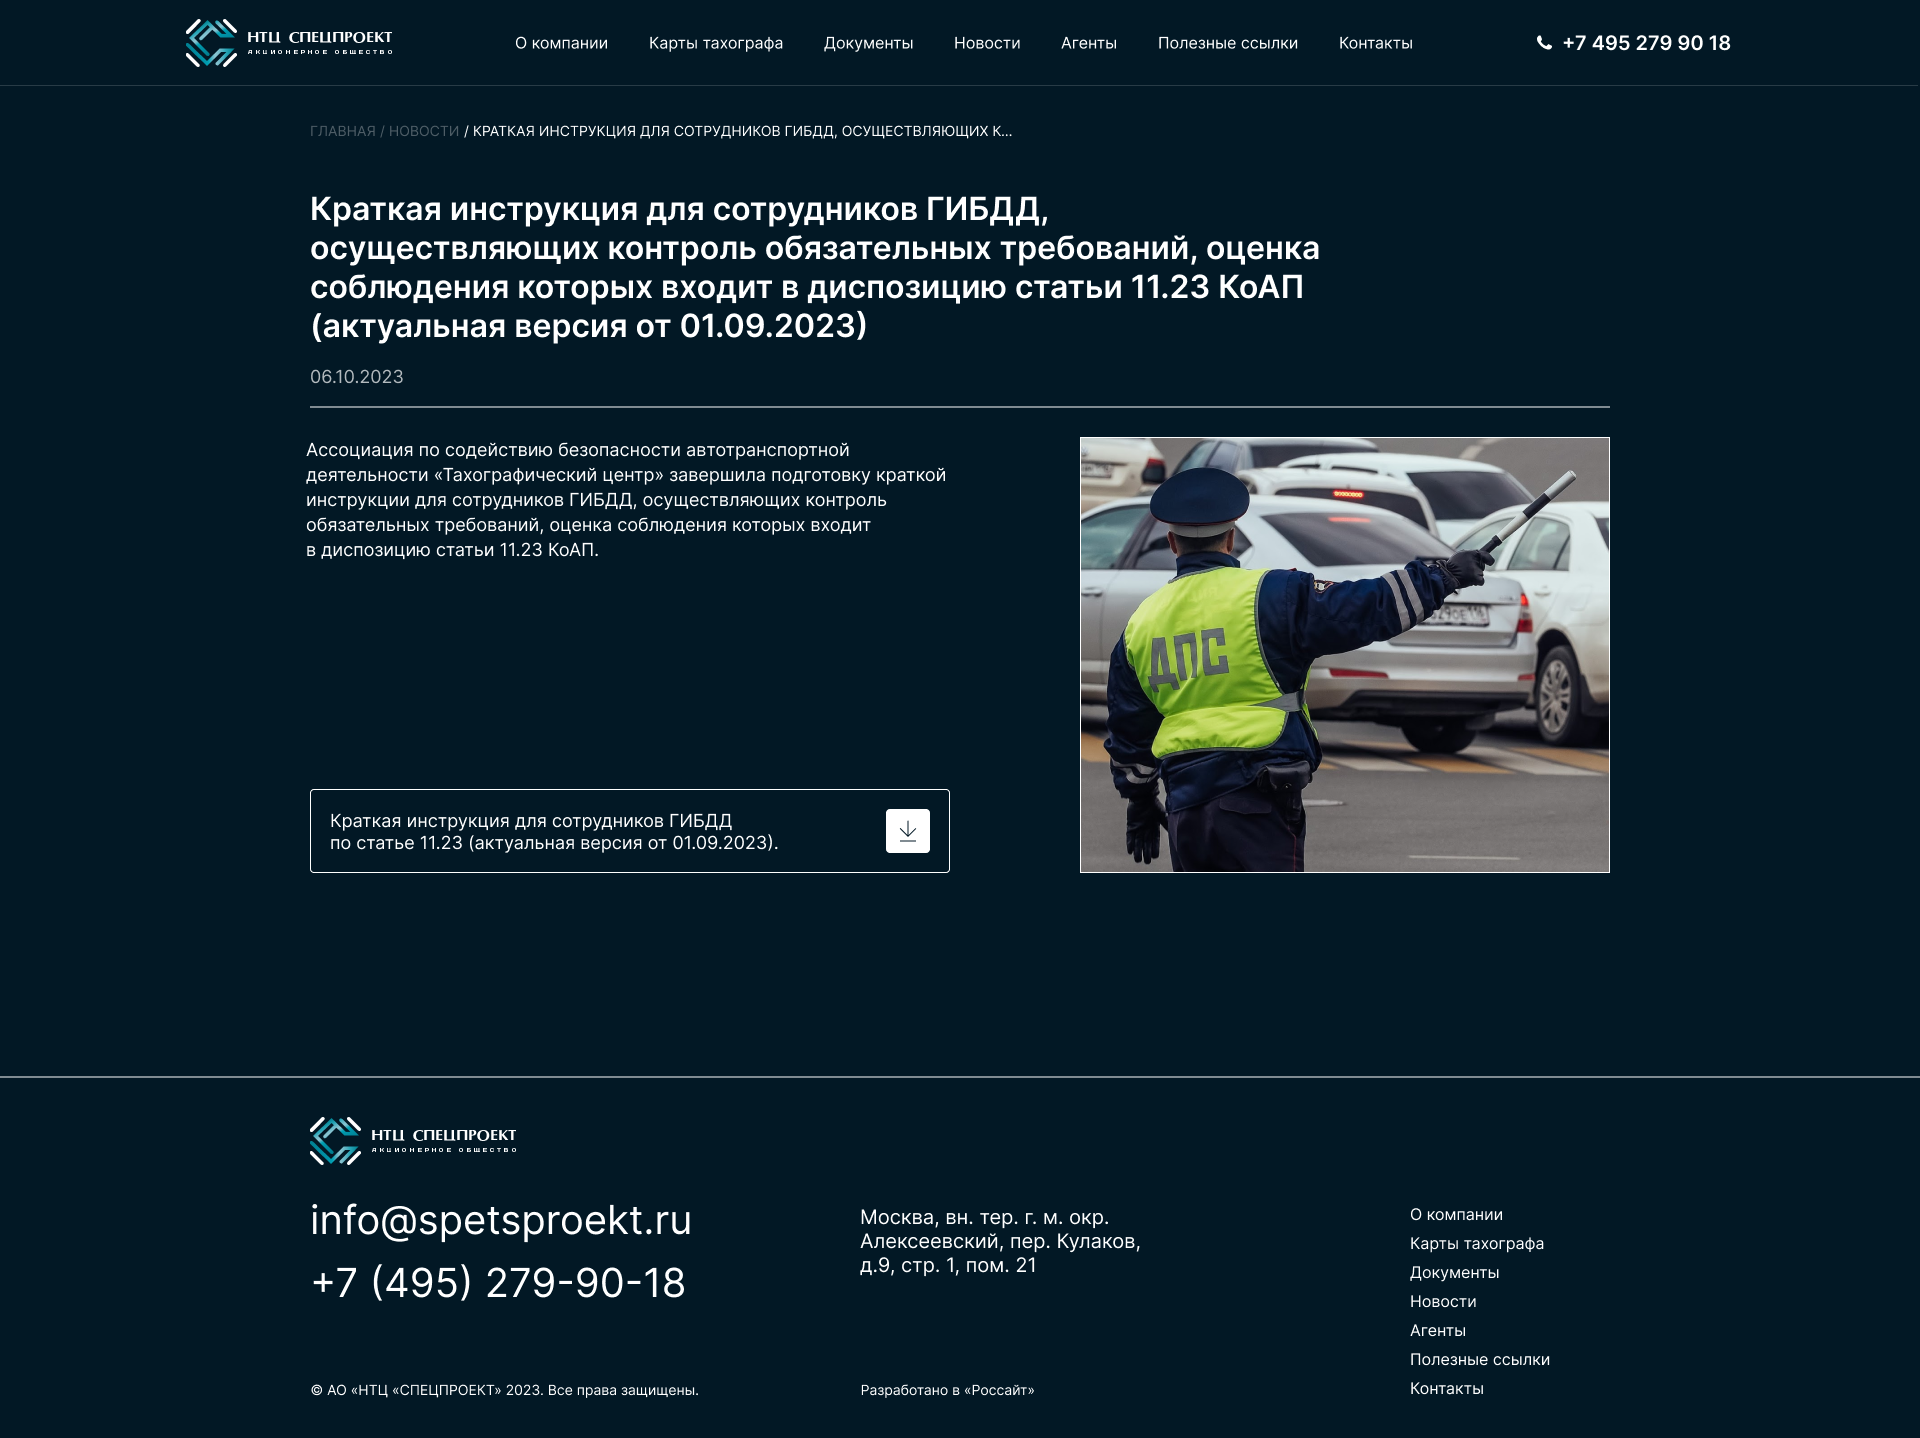 НТЦ СПЕЦПРОЕКТ
АКЦИОНЕРНОЕ ОБЩЕСТВО
О компании
Карты тахографа
Документы
Новости
Агенты
Полезные ссылки
Контакты
+7 495 279 90 18
ГЛАВНАЯ / НОВОСТИ / КРАТКАЯ ИНСТРУКЦИЯ ДЛЯ СОТРУДНИКОВ ГИБДД, ОСУЩЕСТВЛЯЮЩИХ К...
Краткая инструкция для сотрудников ГИБДД,
осуществляющих контроль обязательных требований, оценка
соблюдения которых входит в диспозицию статьи 11.23 КоАП
(актуальная версия от 01.09.2023)
06.10.2023
Ассоциация по содействию безопасности автотранспортной
деятельности «Тахографический центр» завершила подготовку краткой
инструкции для сотрудников ГИБДД, осуществляющих контроль
обязательных требований, оценка соблюдения которых входит
в диспозицию статьи 11.23 КоАП.
ДПС
Краткая инструкция для сотрудников ГИБДД
по статье 11.23 (актуальная версия от 01.09.2023).
НТЦ СПЕЦПРОЕКТ
АКЦИОНЕРНОЕ ОБЩЕСТВО
info@spetsproekt.ru
+7 (495) 279-90-18
Москва, вн. тер. г. м. окр.
Алексеевский, пер. Кулаков,
д.9, стр. 1, пом. 21
О компании
Карты тахографа
Документы
Новости
Агенты
Полезные ссылки
Контакты
© АО «НТЦ «СПЕЦПРОЕКТ» 2023. Все права защищены.
Разработано в «Россайт»